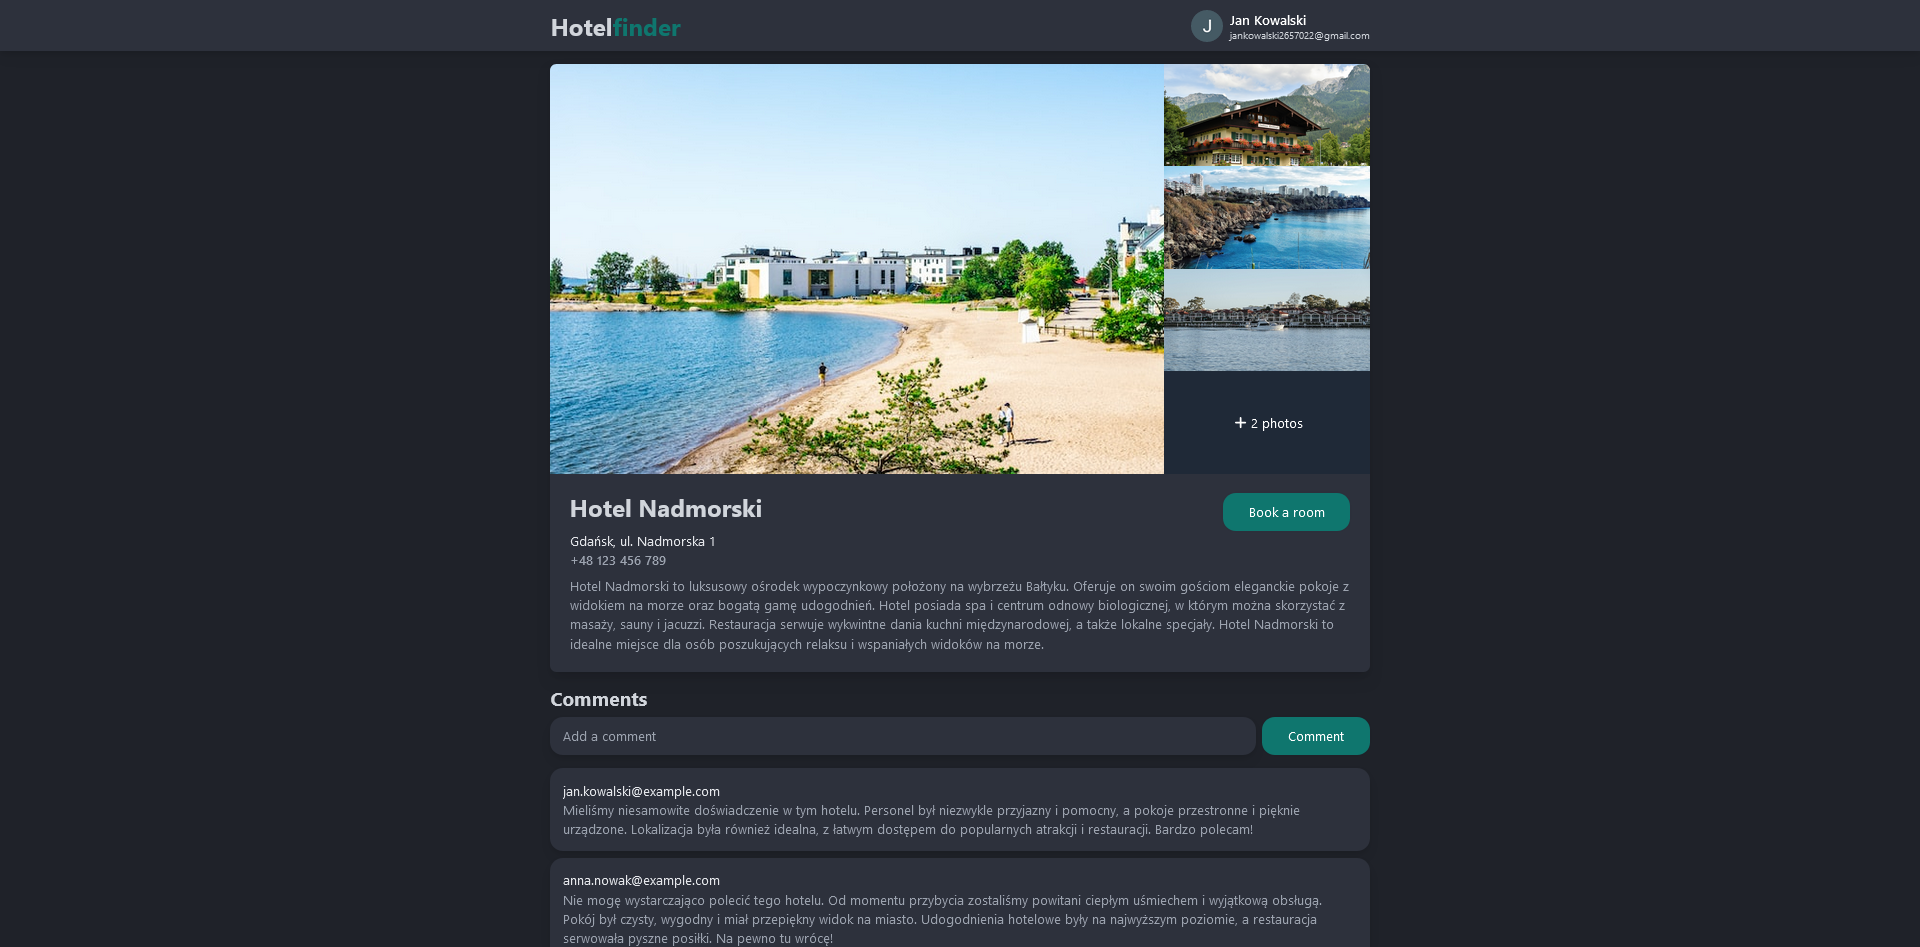 Hotelfinder
J
Jan Kowalski
jankowalski2657022@gmail.com
+ 2 photos
Hotel Nadmorski
Book a room
Gdańsk, ul. Nadmorska 1
+48 123 456 789
Hotel Nadmorski to luksusowy ośrodek wypoczynkowy położony na wybrzeżu Bałtyku. Oferuje on swoim gościom eleganckie pokoje z
widokiem na morze oraz bogatą gamę udogodnień. Hotel posiada spa i centrum odnowy biologicznej, w którym można skorzystać z
masaży, sauny i jacuzzi. Restauracja serwuje wykwintne dania kuchni międzynarodowej, a także lokalne specjały. Hotel Nadmorski to
idealne miejsce dla osób poszukujących relaksu i wspaniałych widoków na morze.
Comments
Add a comment
Comment
jan.kowalski@example.com
Mieliśmy niesamowite doświadczenie w tym hotelu. Personel był niezwykle przyjazny i pomocny, a pokoje przestronne i pięknie
urządzone. Lokalizacja była również idealna, z łatwym dostępem do popularnych atrakcji i restauracji. Bardzo polecam!
anna.nowak@example.com
Nie mogę wystarczająco polecić tego hotelu. Od momentu przybycia zostaliśmy powitani ciepłym uśmiechem i wyjątkową obsługą.
Pokój był czysty, wygodny i miał przepiękny widok na miasto. Udogodnienia hotelowe były na najwyższym poziomie, a restauracja
serwowała pyszne posiłki. Na pewno tu wrócę!